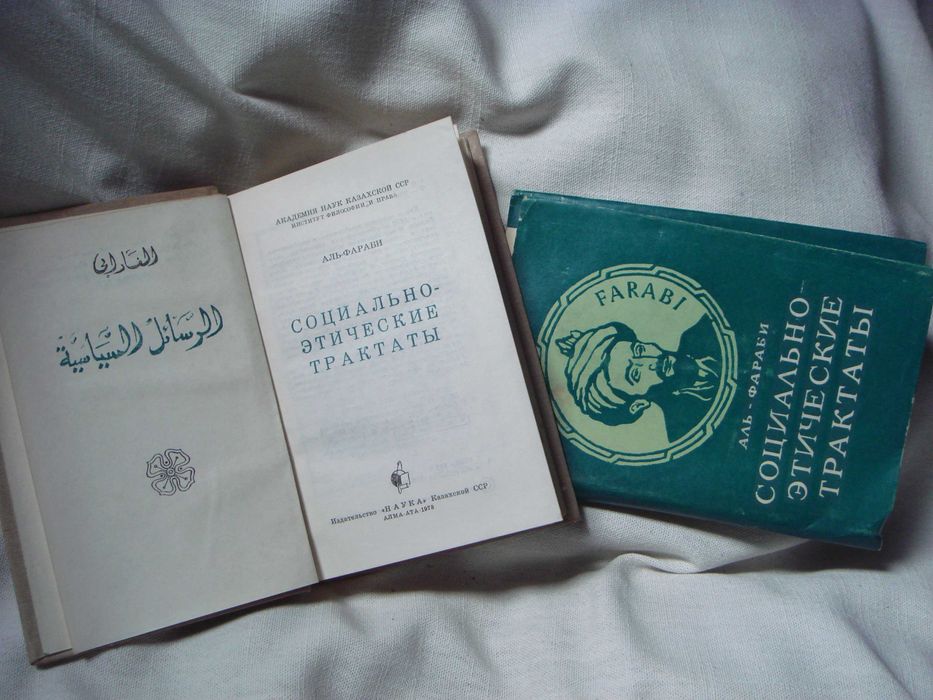 الفارابي
الرسائل السياسية
АКАДЕМИЯ НАУК КАЗАХСКОЙ ССР
ИНСТИТУТ ФИЛОСОФИИ И ПРАВА
АЛЬ-ФАРАБИ
СОЦИАЛЬНО-
ЭТИЧЕСКИЕ
ТРАКТАТЫ
Издательство «НАУКА» Казахской ССР
АЛМА-АТА·1973
FARABI
АЛЬ-ФАРАБИ
СОЦИАЛЬНО-
ЭТИЧЕСКИЕ
ТРАКТАТЫ